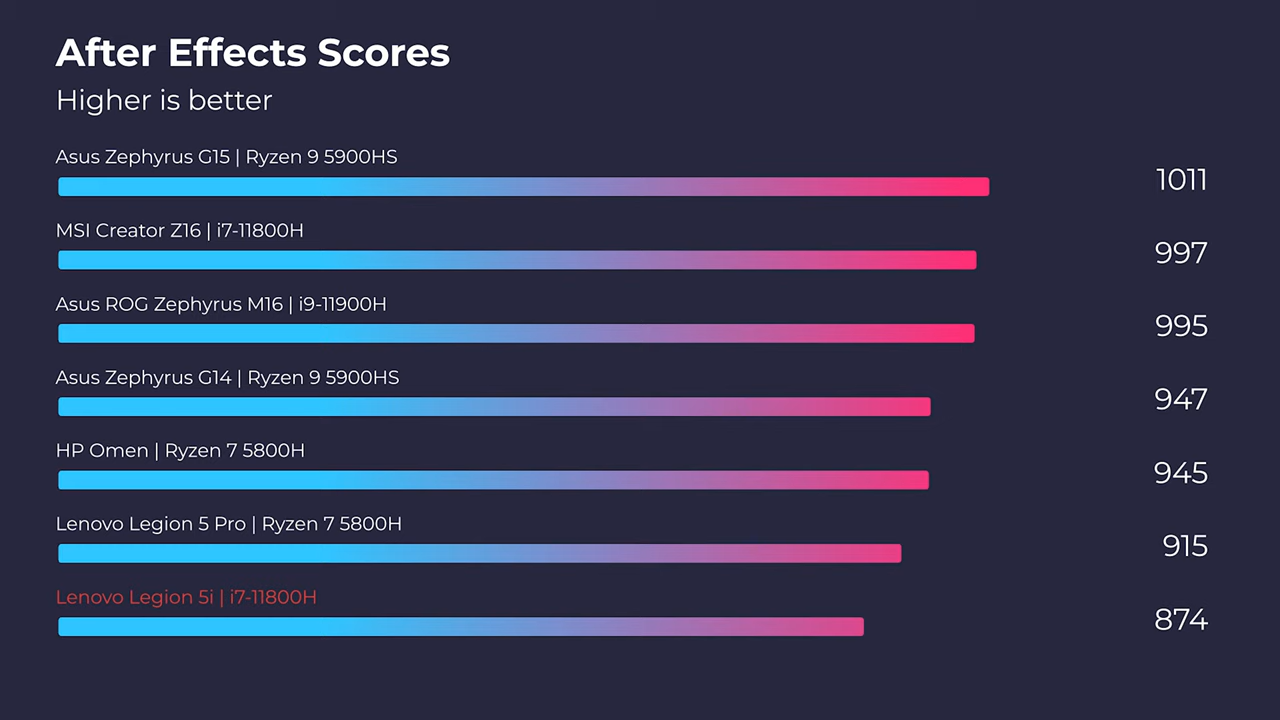 After Effects Scores
Higher is better
Asus Zephyrus G15 | Ryzen 9 5900HS
1011
MSI Creator Z16 | i7-11800H
997
Asus ROG Zephyrus M16 | i9-11900H
995
Asus Zephyrus G14 | Ryzen 9 5900HS
947
HP Omen | Ryzen 7 5800H
945
Lenovo Legion 5 Pro | Ryzen 7 5800H
915
Lenovo Legion 5i | i7-11800H
874